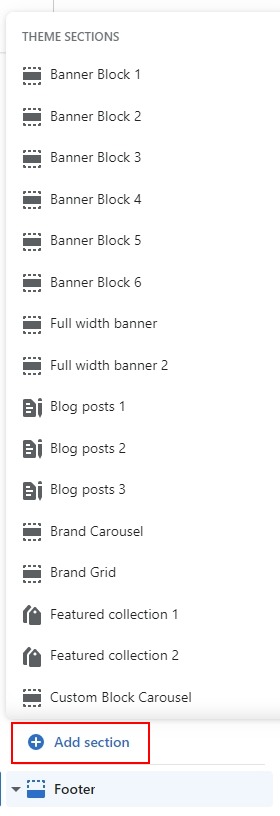 THEME SECTIONS
Banner Block 1
Banner Block 2
Banner Block 3
Banner Block 4
Banner Block 5
Banner Block 6
Full width banner
Full width banner 2
Blog posts 1
Blog posts 2
Blog posts 3
Brand Carousel
Brand Grid
Featured collection 1
Featured collection 2
Custom Block Carousel
Add section
Footer